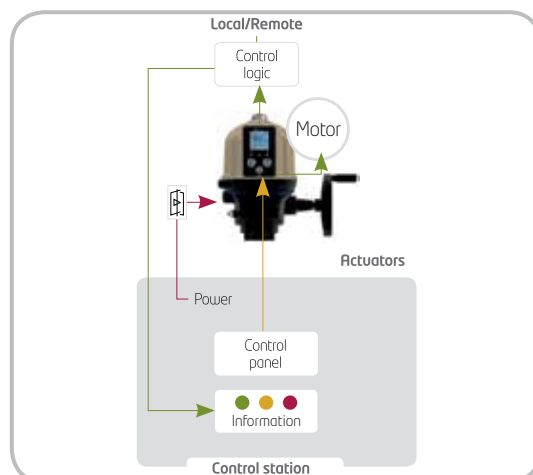 Local/Remote
Control
logic
Motor
Actuators
Power
Control
panel
Information
Control station